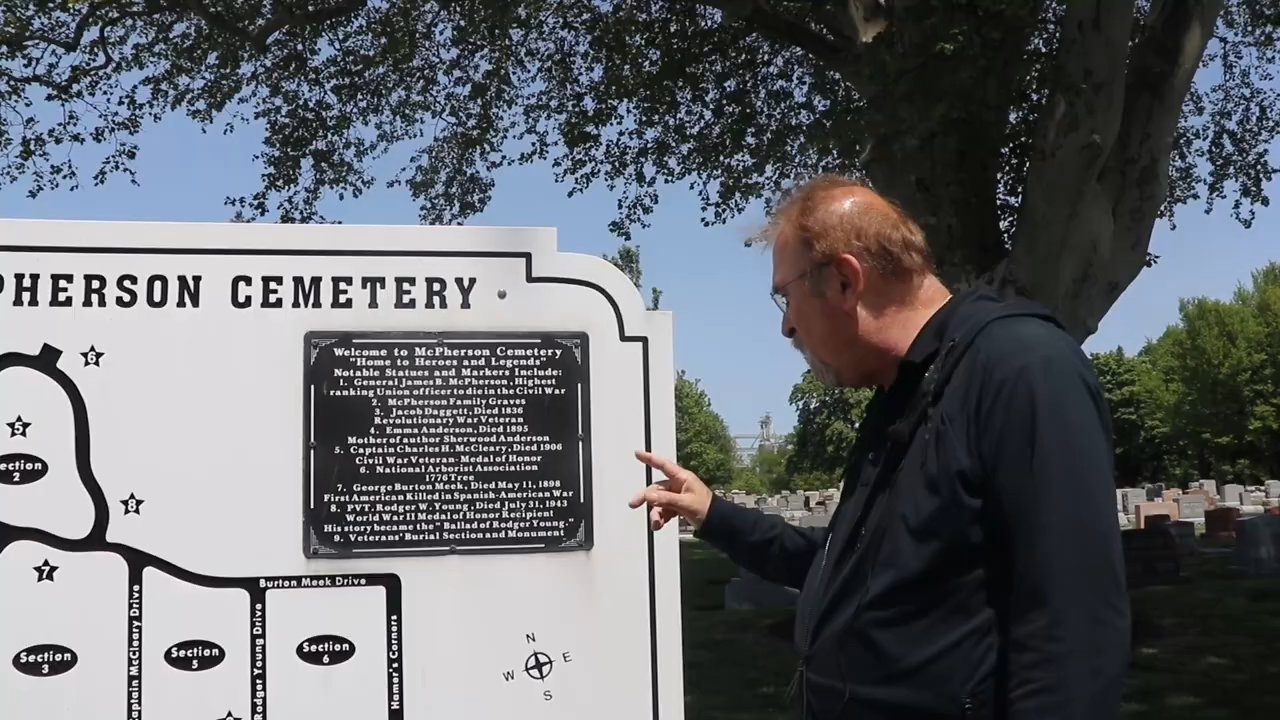 PHERSON CEMETERY
Welcome to McPherson Cemetery
"Home to Heroes and Legends"
Notable Statues and Markers Include:
1. General James B. McPherson, Highest
ranking Union officer to die in the Civil War
2. McPherson Family Graves
3. Jacob Daggett, Died 1836
Revolutionary War Veteran
4. Emma Anderson, Died 1895
Mother of author Sherwood Anderson
5. Captain Charles H. McCleary, Died 1906
Civil War Veteran-Medal of Honor
6. National Arborist Association
1776 Tree
7. George Burton Meek, Died May 11, 1898
First American Killed in Spanish-American War
8. PVT. Rodger W. Young, Died July 31, 1943
World War II Medal of Honor Recipient
His story became the "Ballad of Rodger Young."
9. Veterans' Burial Section and Monument
6
5
ection
2
8
7
Burton Meek Drive
Section
3
aptain McCleary Drive
Section
5
Rodger Young Drive
Section
6
Hamer's Corners
N
W
E
S